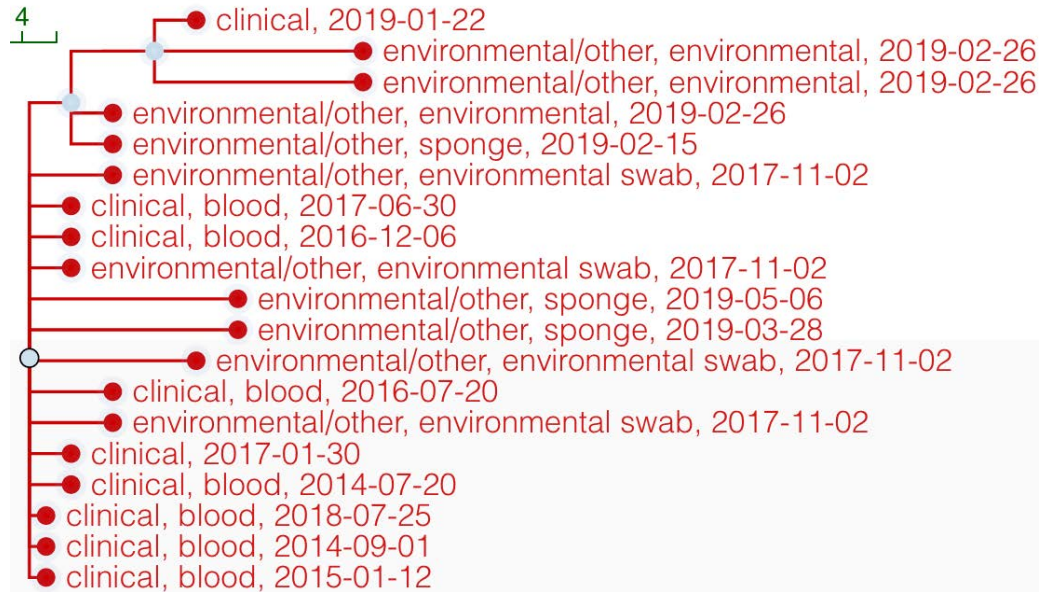 4
clinical, 2019-01-22
environmental/other, environmental, 2019-02-26
environmental/other, environmental, 2019-02-26
environmental/other, environmental, 2019-02-26
environmental/other, sponge, 2019-02-15
environmental/other, environmental swab, 2017-11-02
clinical, blood, 2017-06-30
clinical, blood, 2016-12-06
environmental/other, environmental swab, 2017-11-02
environmental/other, sponge, 2019-05-06
environmental/other, sponge, 2019-03-28
environmental/other, environmental swab, 2017-11-02
clinical, blood, 2016-07-20
environmental/other, environmental swab, 2017-11-02
clinical, 2017-01-30
clinical, blood, 2014-07-20
clinical, blood, 2018-07-25
clinical, blood, 2014-09-01
clinical, blood, 2015-01-12